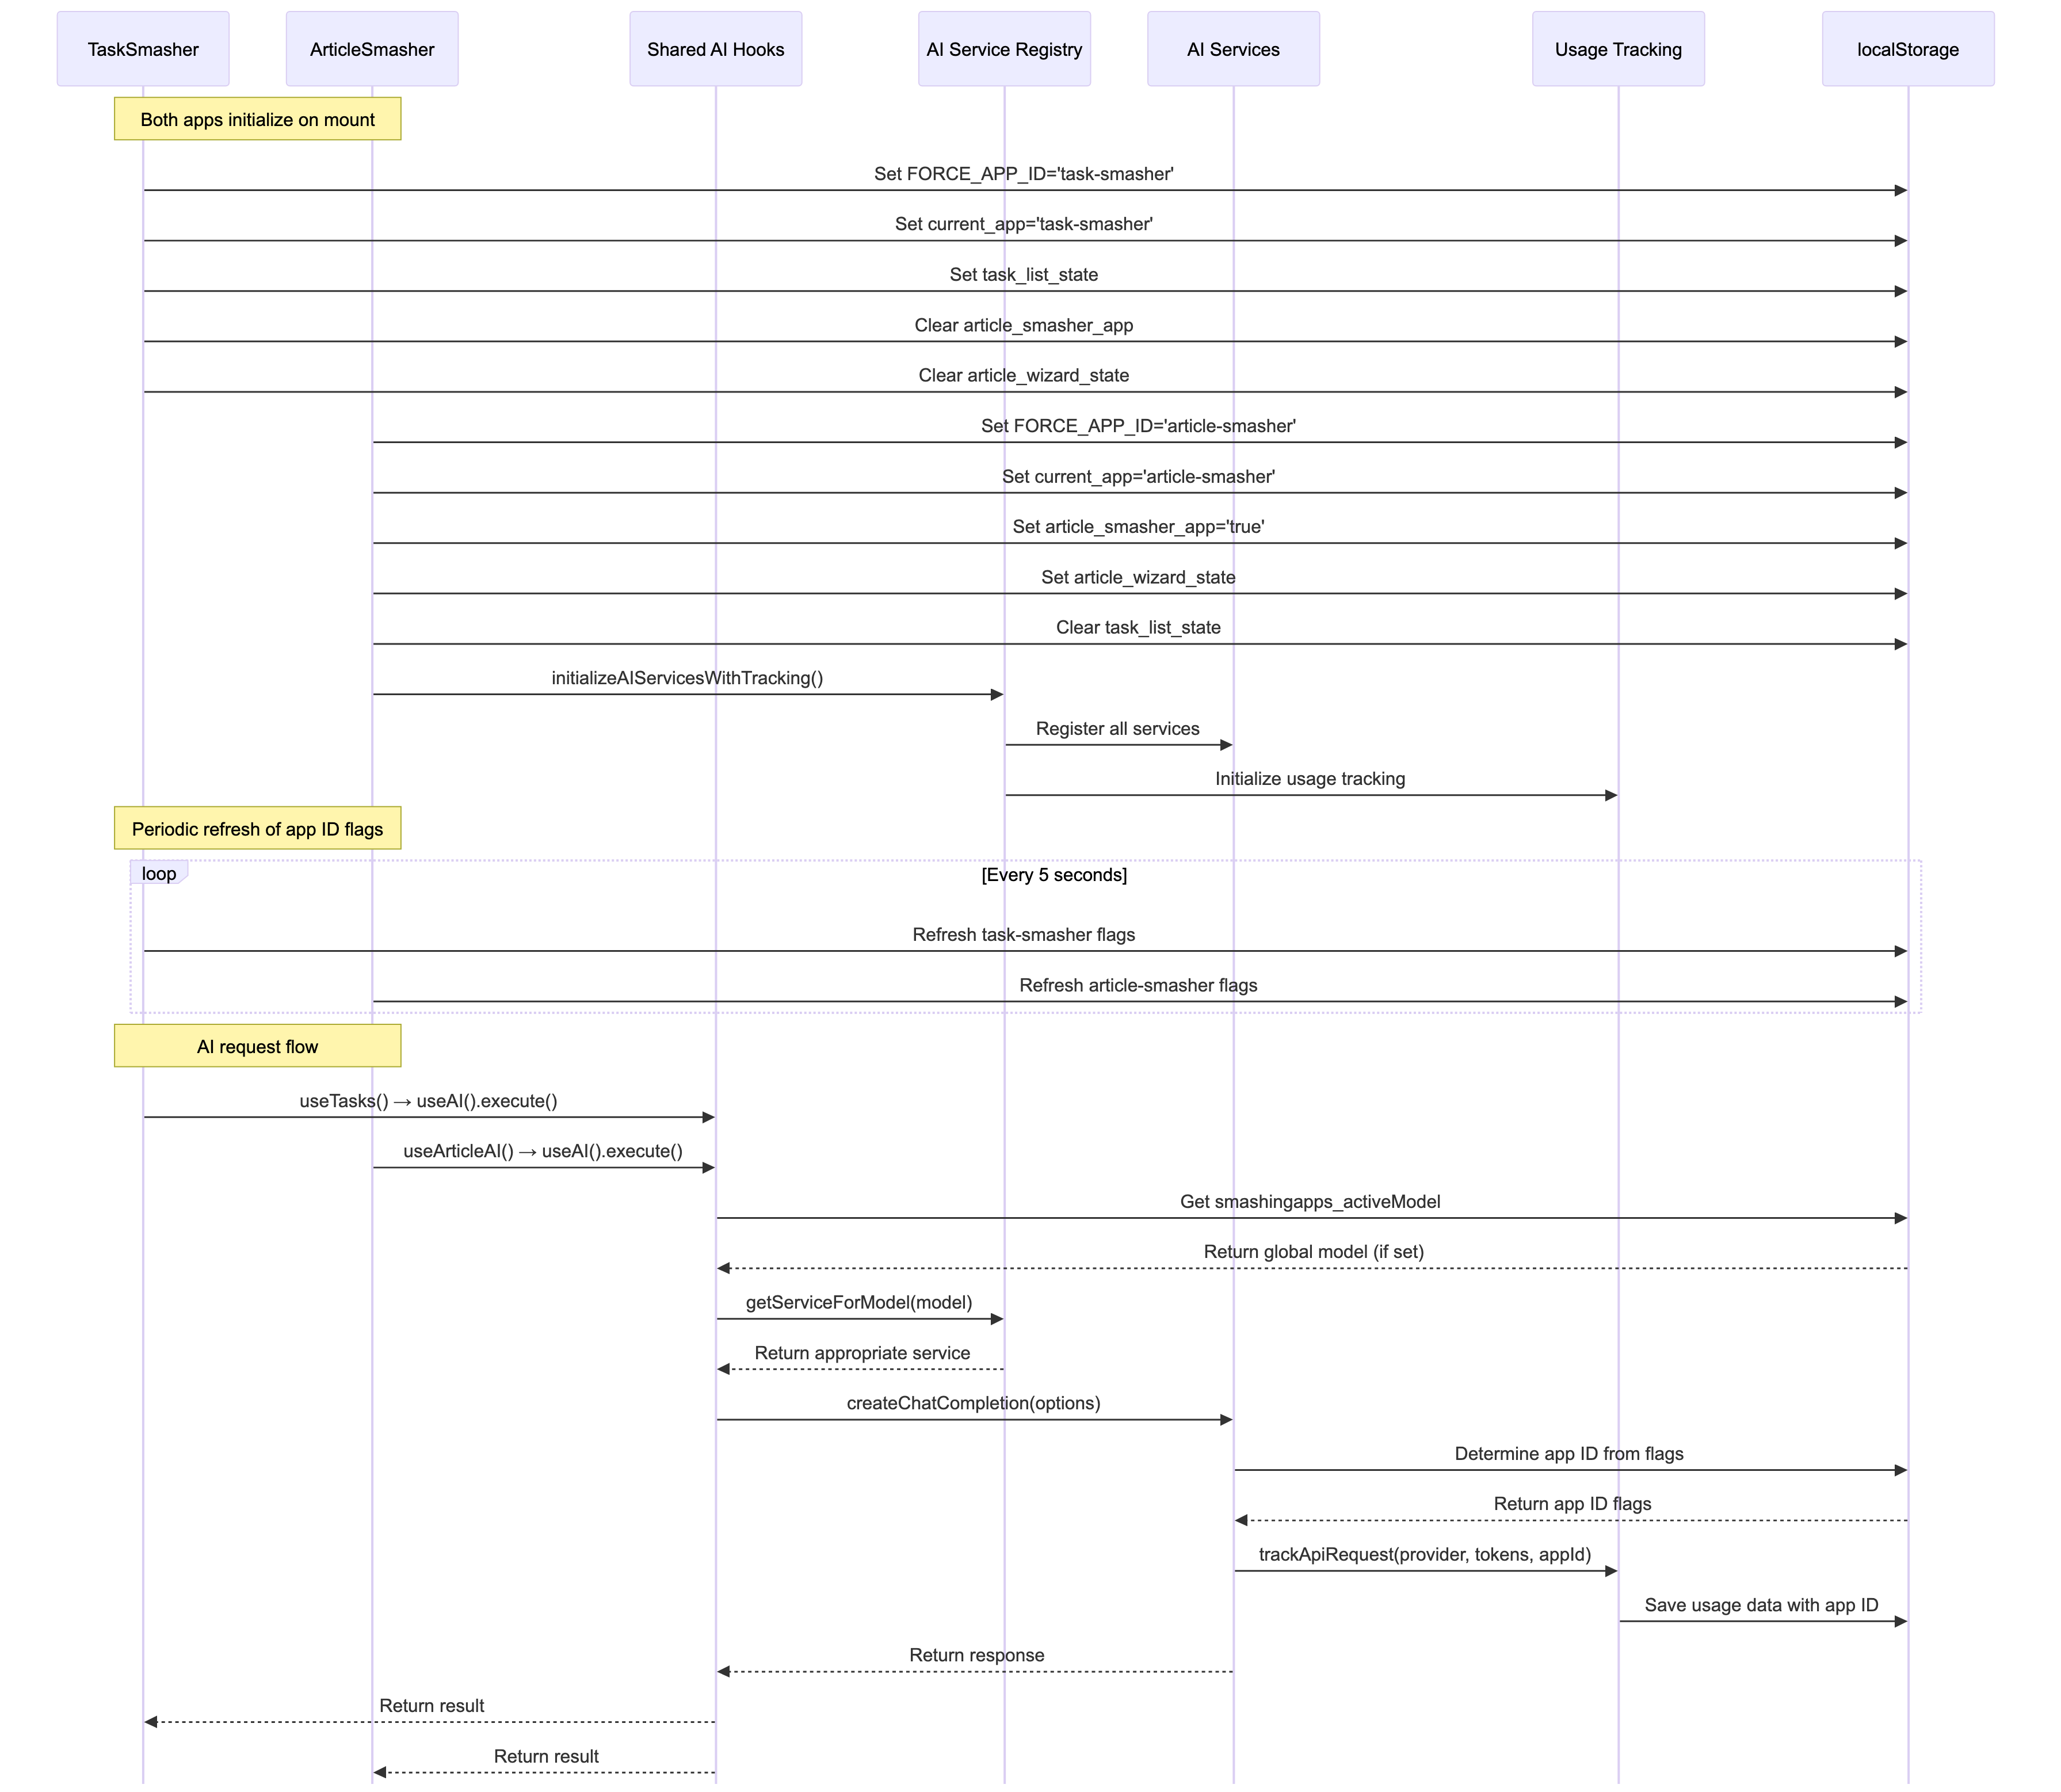 TaskSmasher
ArticleSmasher
Shared AI Hooks
AI Service Registry
AI Services
Usage Tracking
localStorage
Both apps initialize on mount
Set FORCE_APP_ID='task-smasher'
Set current_app='task-smasher'
Set task_list_state
Clear article_smasher_app
Clear article_wizard_state
Set FORCE_APP_ID='article-smasher'
Set current_app='article-smasher'
Set article_smasher_app='true'
Set article_wizard_state
Clear task_list_state
initializeAIServicesWithTracking()
Register all services
Initialize usage tracking
Periodic refresh of app ID flags
loop
[Every 5 seconds]
Refresh task-smasher flags
Refresh article-smasher flags
AI request flow
useTasks() → useAI().execute()
useArticleAI() → useAI().execute()
Get smashingapps_activeModel
Return global model (if set)
getServiceForModel(model)
Return appropriate service
createChatCompletion(options)
Determine app ID from flags
Return app ID flags
trackApiRequest(provider, tokens, appId)
Save usage data with app ID
Return response
Return result
Return result